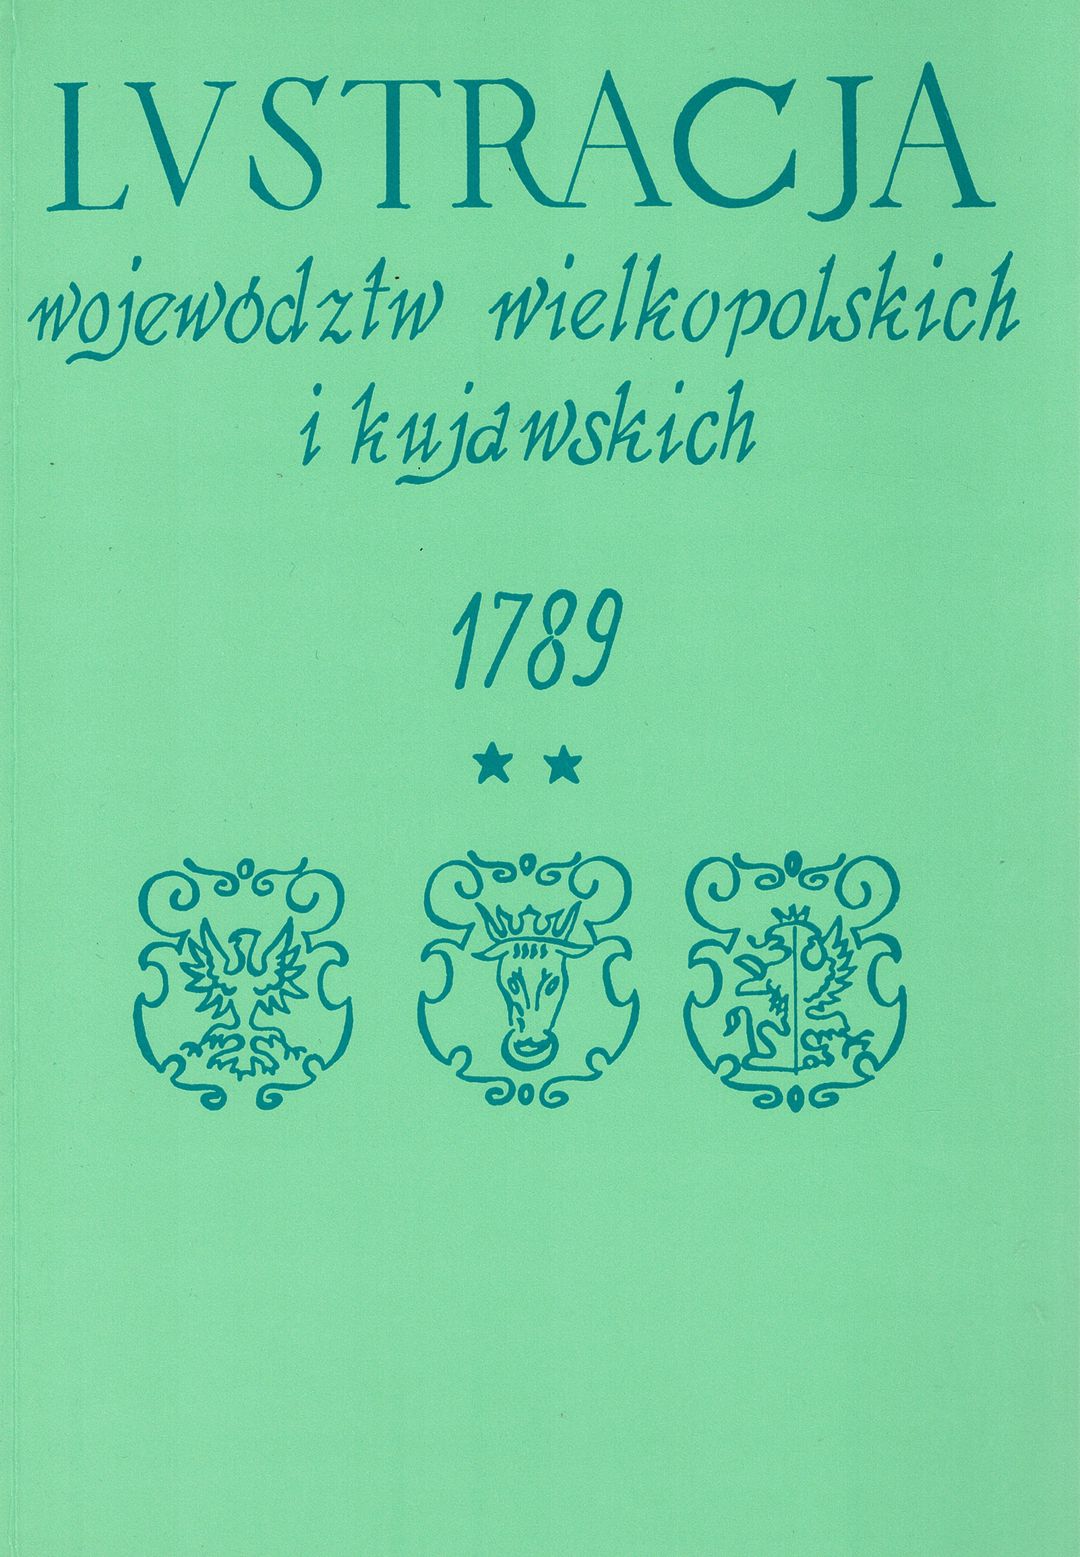 LVSTRACJA
województw wielkopolskich
i kujawskich
1789